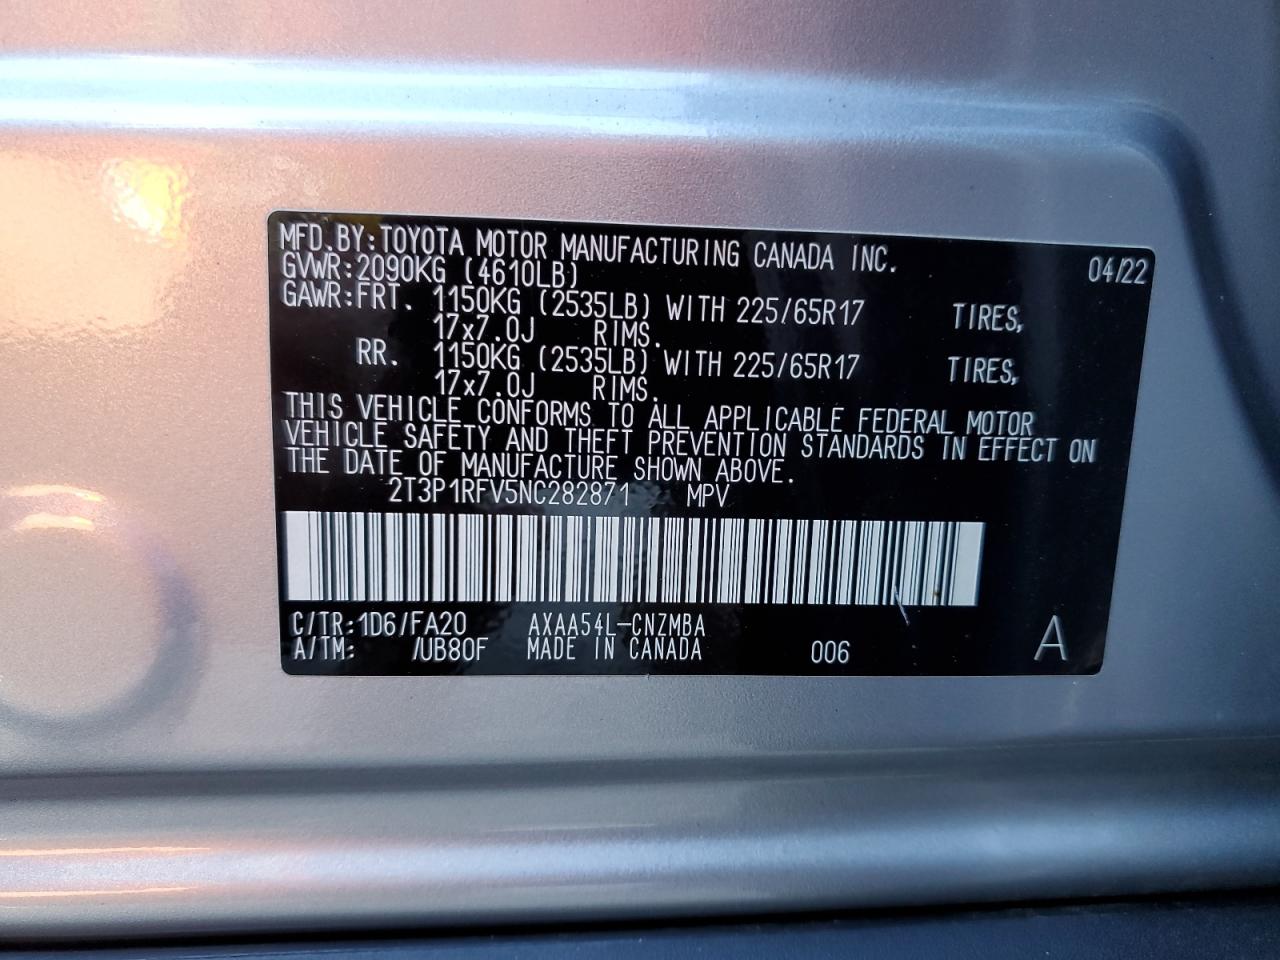 MFD.BY:TOYOTA MOTOR MANUFACTURING CANADA INC. 04/22
GVWR:2090KG (4610LB)
GAWR:FRT. 1150KG (2535LB) WITH 225/65R17 TIRES,
17x7.0J RIMS.
RR. 1150KG (2535LB) WITH 225/65R17 TIRES,
17x7.0J RIMS.
THIS VEHICLE CONFORMS TO ALL APPLICABLE FEDERAL MOTOR
VEHICLE SAFETY AND THEFT PREVENTION STANDARDS IN EFFECT ON
THE DATE OF MANUFACTURE SHOWN ABOVE.
2T3P1RFV5NC282871 MPV
C/TR:1D6/FA20 AXAA54L-CNZMBA
A/TM: /UB80F MADE IN CANADA 006 A